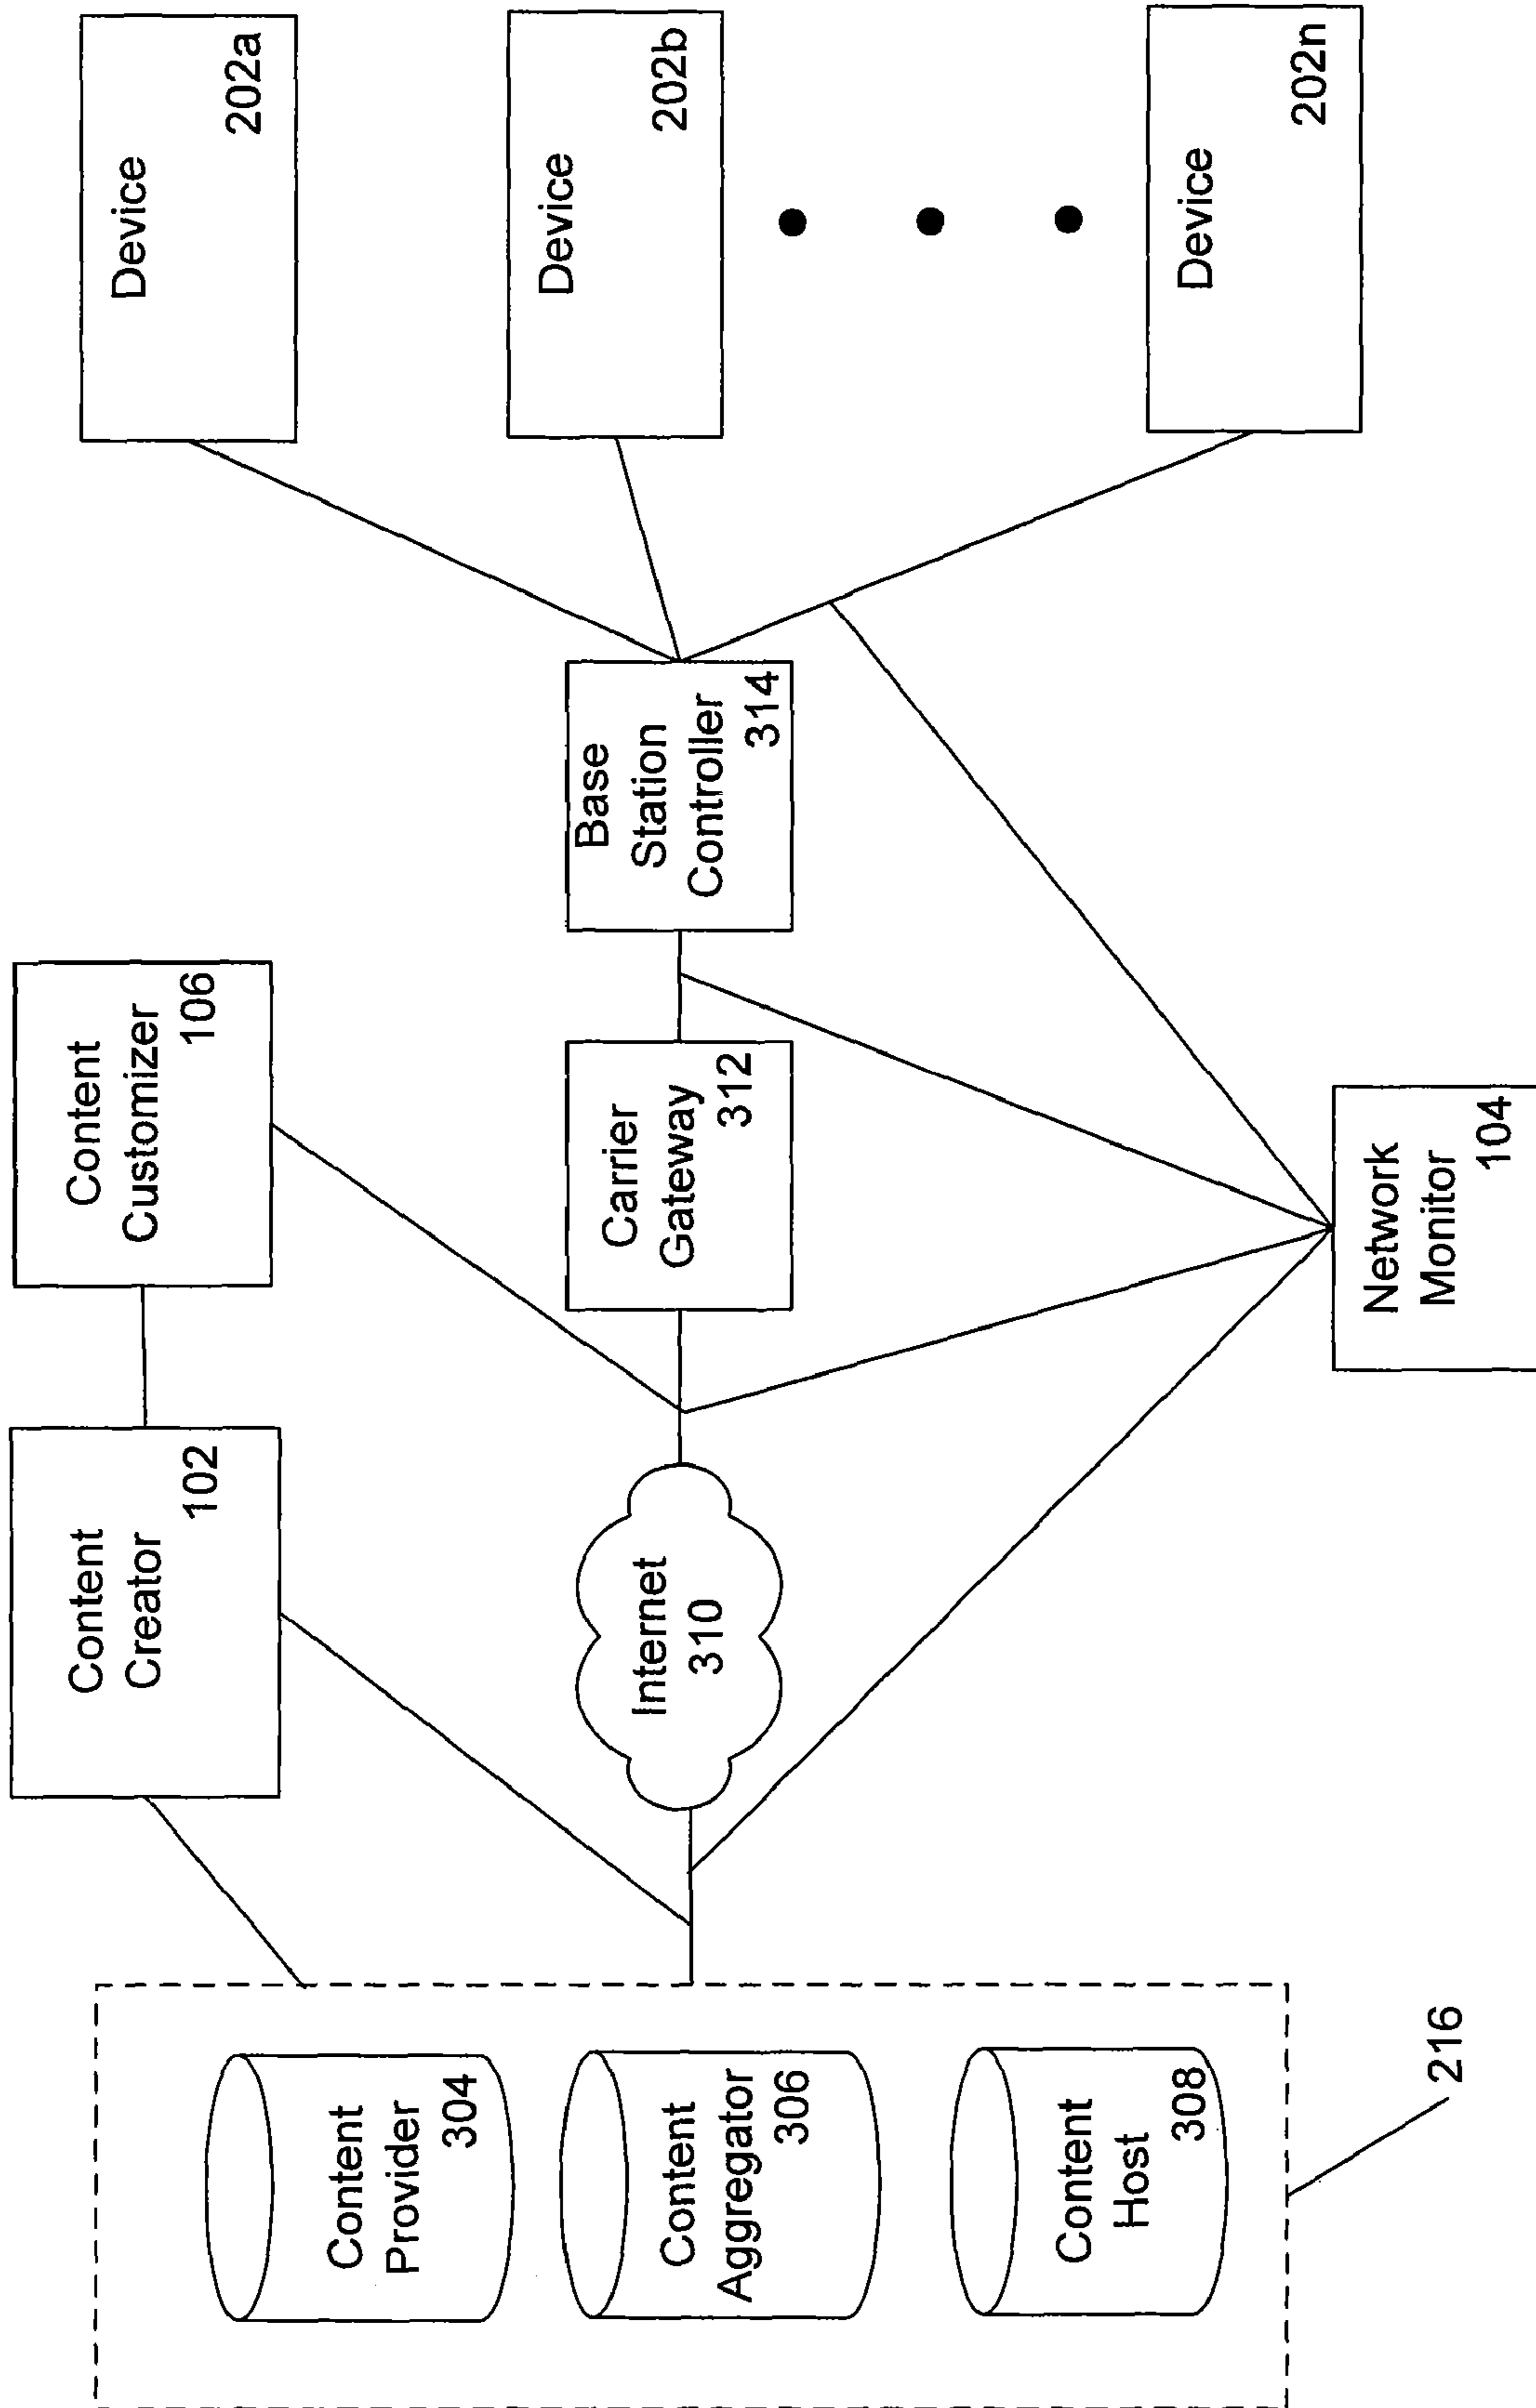 Content
Provider
304
Content
Aggregator
306
Content
Host
308
216
Content
Creator
102
Content
Customizer
106
Internet
310
Carrier
Gateway
312
Base
Station
Controller
314
Network
Monitor
104
Device
202a
Device
202b
Device
202n